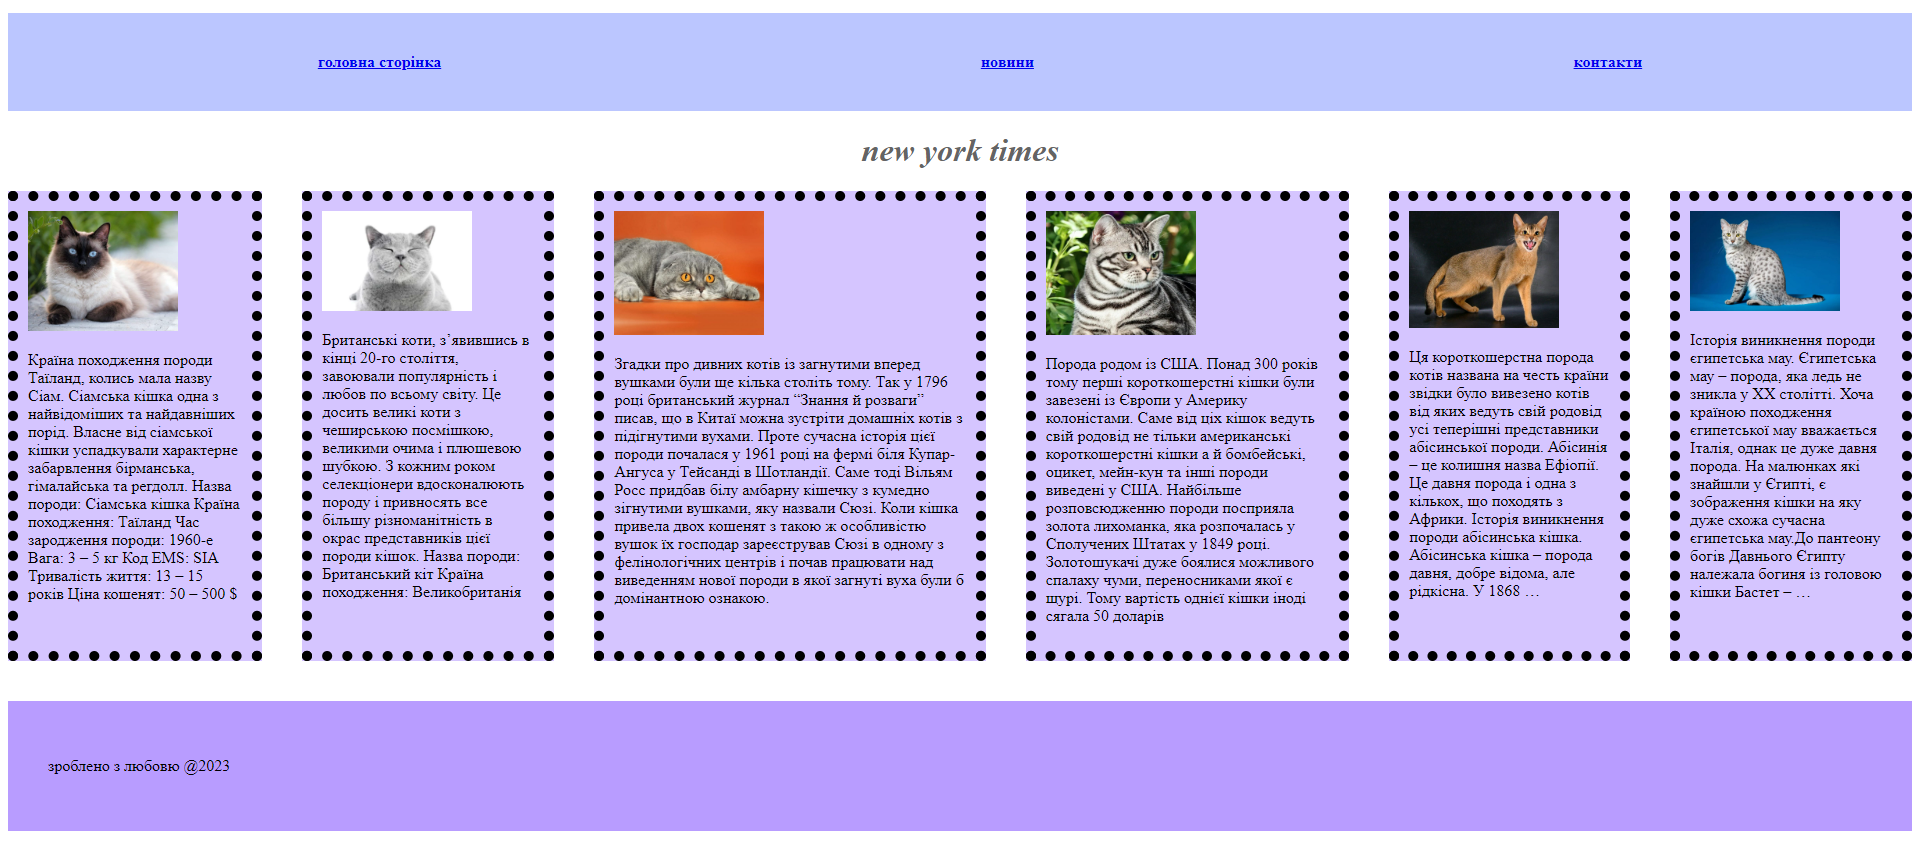 головна сторінка
новини
контакти
new york times
Країна походження породи
Таїланд, колись мала назву
Сіам. Сіамська кішка одна з
найвідоміших та найдавніших
порід. Власне від сіамської
кішки успадкували характерне
забарвлення бірманська,
гімалайська та регдолл. Назва
породи: Сіамська кішка Країна
походження: Таїланд Час
зародження породи: 1960-е
Вага: 3 – 5 кг Код EMS: SIA
Тривалість життя: 13 – 15
років Ціна кошенят: 50 – 500 $
Британські коти, з’явившись в
кінці 20-го століття,
завоювали популярність і
любов по всьому світу. Це
досить великі коти з
чеширською посмішкою,
великими очима і плюшевою
шубкою. З кожним роком
селекціонери вдосконалюють
породу і привносять все
більшу різноманітність в
окрас представників цієї
породи кішок. Назва породи:
Британський кіт Країна
походження: Великобританія
Згадки про дивних котів із загнутими вперед
вушками були ще кілька століть тому. Так у 1796
році британський журнал “Знання й розваги”
писав, що в Китаї можна зустріти домашніх котів з
підігнутими вухами. Проте сучасна історія цієї
породи почалася у 1961 році на фермі біля Купар-
Ангуса у Тейсанді в Шотландії. Саме тоді Вільям
Росс придбав білу амбарну кішечку з кумедно
зігнутими вушками, яку назвали Сюзі. Коли кішка
привела двох кошенят з такою ж особливістю
вушок їх господар зареєстрував Сюзі в одному з
фелінологічних центрів і почав працювати над
виведенням нової породи в якої загнуті вуха були б
домінантною ознакою.
Порода родом із США. Понад 300 років
тому перші короткошерстні кішки були
завезені із Європи у Америку
колоністами. Саме від ціх кішок ведуть
свій родовід не тільки американські
короткошерстні кішки а й бомбейські,
оцикет, мейн-кун та інші породи
виведені у США. Найбільше
розповсюдженню породи посприяла
золота лихоманка, яка розпочалась у
Сполучених Штатах у 1849 році.
Золотошукачі дуже боялися можливого
спалаху чуми, переносниками якої є
щурі. Тому вартість однієї кішки іноді
сягала 50 доларів
Ця короткошерстна порода
котів названа на честь країни
звідки було вивезено котів
від яких ведуть свій родовід
усі теперішні представники
абісинської породи. Абісинія
– це колишня назва Ефіопії.
Це давня порода і одна з
кількох, що походять з
Африки. Історія виникнення
породи абісинська кішка.
Абісинська кішка – порода
давня, добре відома, але
рідкісна. У 1868 …
Історія виникнення породи
єгипетська мау. Єгипетська
мау – порода, яка ледь не
зникла у XX столітті. Хоча
країною походження
єгипетської мау вважається
Італія, однак це дуже давня
порода. На малюнках які
знайшли у Єгипті, є
зображення кішки на яку
дуже схожа сучасна
єгипетська мау.До пантеону
богів Давнього Єгипту
належала богиня із головою
кішки Бастет – …
зроблено з любовю @2023